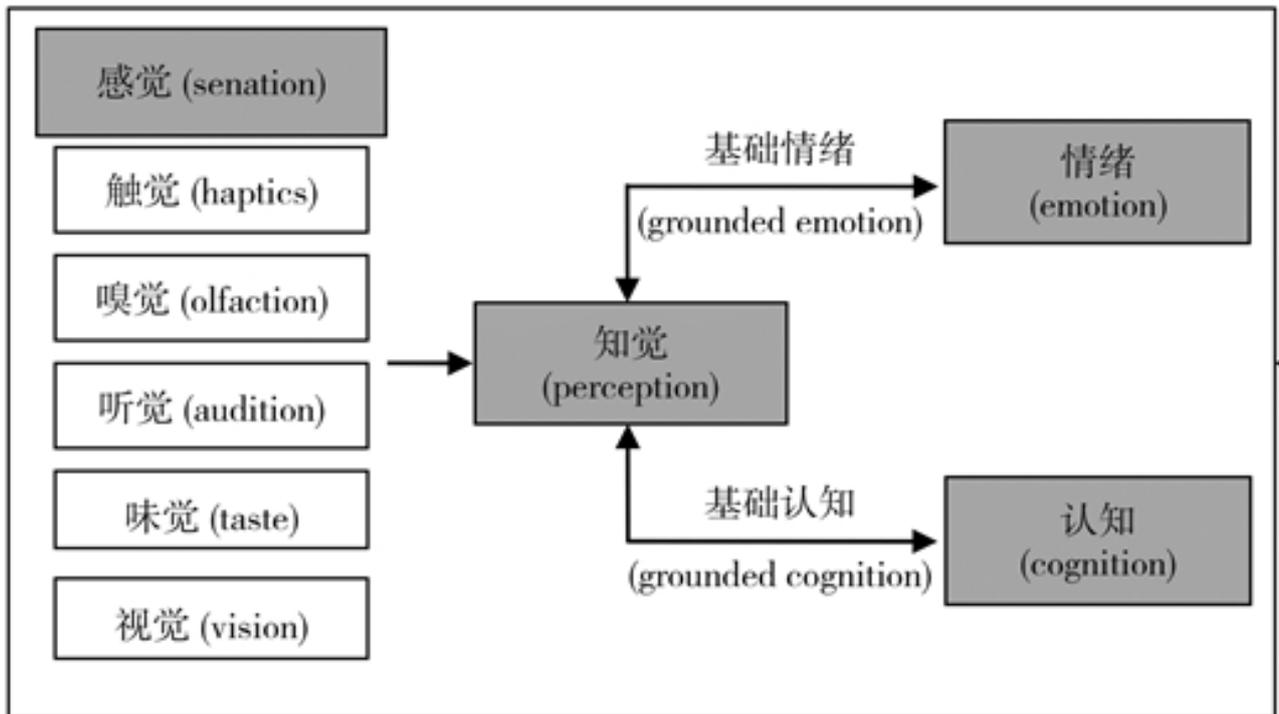 感觉 (senation)
触觉 (haptics)
嗅觉 (olfaction)
听觉 (audition)
味觉 (taste)
视觉 (vision)
知觉
(perception)
基础情绪
(grounded emotion)
情绪
(emotion)
基础认知
(grounded cognition)
认知
(cognition)